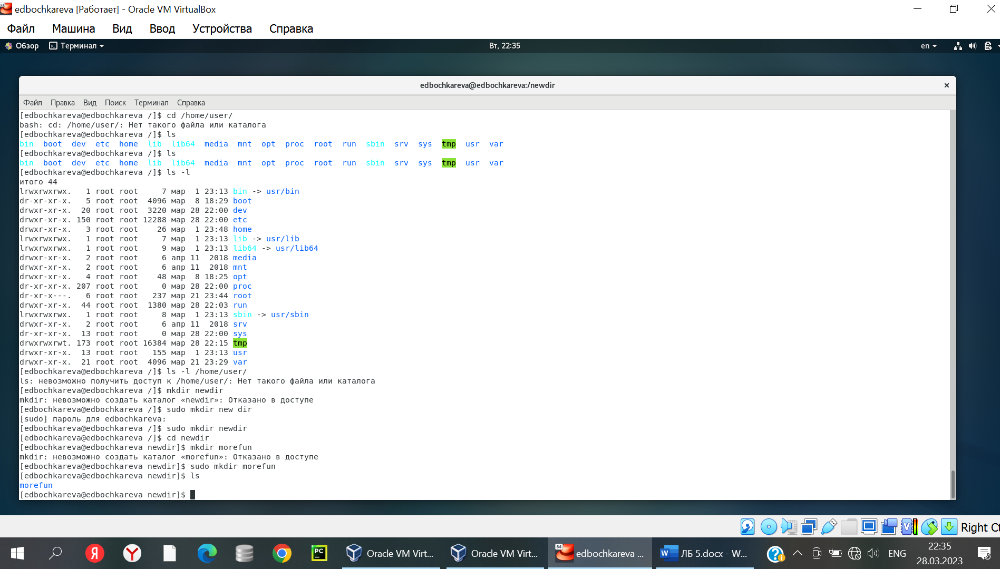 edbochkareva [Работает] - Oracle VM VirtualBox
Файл Машина Вид Ввод Устройства Справка
Обзор Терминал Вт, 22:35 en
edbochkareva@edbochkareva:/newdir
Файл Правка Вид Поиск Терминал Справка
[edbochkareva@edbochkareva /]$ cd /home/user/
bash: cd: /home/user/: Нет такого файла или каталога
[edbochkareva@edbochkareva /]$ ls
bin boot dev etc home lib lib64 media mnt opt proc root run sbin srv sys tmp usr var
[edbochkareva@edbochkareva /]$ ls
bin boot dev etc home lib lib64 media mnt opt proc root run sbin srv sys tmp usr var
[edbochkareva@edbochkareva /]$ ls -l
итого 44
lrwxrwxrwx. 1 root root 7 мар 1 23:13 bin -> usr/bin
dr-xr-xr-x. 5 root root 4096 мар 8 18:29 boot
drwxr-xr-x. 20 root root 3220 мар 28 22:00 dev
drwxr-xr-x. 150 root root 12288 мар 28 22:00 etc
drwxr-xr-x. 3 root root 26 мар 1 23:48 home
lrwxrwxrwx. 1 root root 7 мар 1 23:13 lib -> usr/lib
lrwxrwxrwx. 1 root root 9 мар 1 23:13 lib64 -> usr/lib64
drwxr-xr-x. 2 root root 6 апр 11 2018 media
drwxr-xr-x. 2 root root 6 апр 11 2018 mnt
drwxr-xr-x. 4 root root 48 мар 8 18:25 opt
dr-xr-xr-x. 207 root root 0 мар 28 22:00 proc
dr-xr-x---. 6 root root 237 мар 21 23:44 root
drwxr-xr-x. 44 root root 1380 мар 28 22:03 run
lrwxrwxrwx. 1 root root 8 мар 1 23:13 sbin -> usr/sbin
drwxr-xr-x. 2 root root 6 апр 11 2018 srv
dr-xr-xr-x. 13 root root 0 мар 28 22:00 sys
drwxrwxrwt. 173 root root 16384 мар 28 22:15 tmp
drwxr-xr-x. 13 root root 155 мар 1 23:13 usr
drwxr-xr-x. 21 root root 4096 мар 21 23:29 var
[edbochkareva@edbochkareva /]$ ls -l /home/user/
ls: невозможно получить доступ к /home/user/: Нет такого файла или каталога
[edbochkareva@edbochkareva /]$ mkdir newdir
mkdir: невозможно создать каталог «newdir»: Отказано в доступе
[edbochkareva@edbochkareva /]$ sudo mkdir new dir
[sudo] пароль для edbochkareva:
[edbochkareva@edbochkareva /]$ sudo mkdir newdir
[edbochkareva@edbochkareva /]$ cd newdir
[edbochkareva@edbochkareva newdir]$ mkdir morefun
mkdir: невозможно создать каталог «morefun»: Отказано в доступе
[edbochkareva@edbochkareva newdir]$ sudo mkdir morefun
[edbochkareva@edbochkareva newdir]$ ls
morefun
[edbochkareva@edbochkareva newdir]$
Right Ct
Oracle VM Virt... Oracle VM Virt... edbochkareva ... ЛБ 5.docx - W... ENG 22:35
28.03.2023